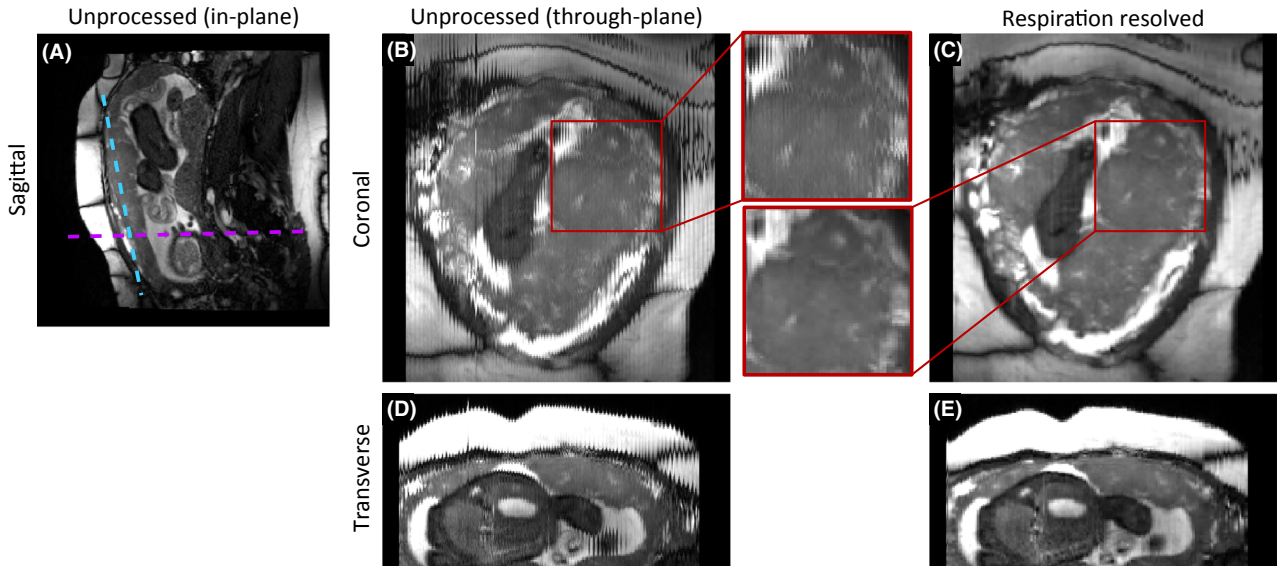 Unprocessed (in-plane)
Unprocessed (through-plane)
Respiration resolved
(A)
(B)
(C)
Sagittal
Coronal
(D)
(E)
Transverse